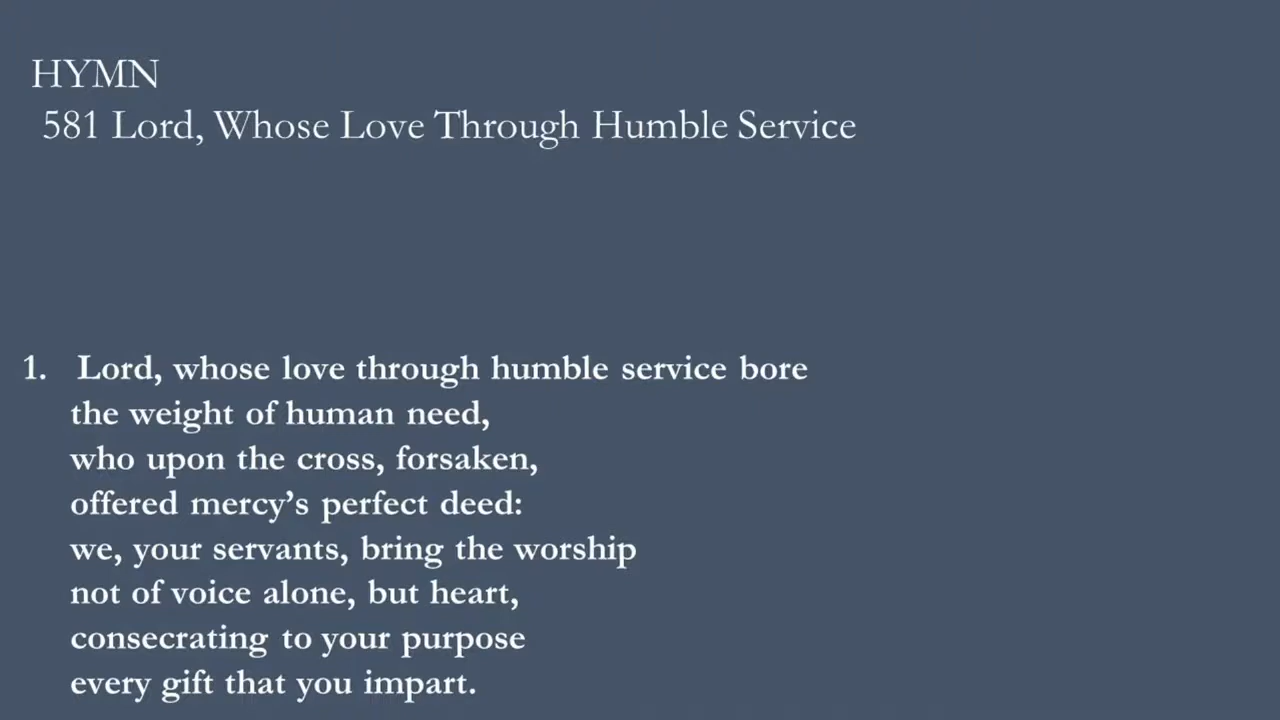 HYMN
581 Lord, Whose Love Through Humble Service
1. Lord, whose love through humble service bore
the weight of human need,
who upon the cross, forsaken,
offered mercy’s perfect deed:
we, your servants, bring the worship
not of voice alone, but heart,
consecrating to your purpose
every gift that you impart.